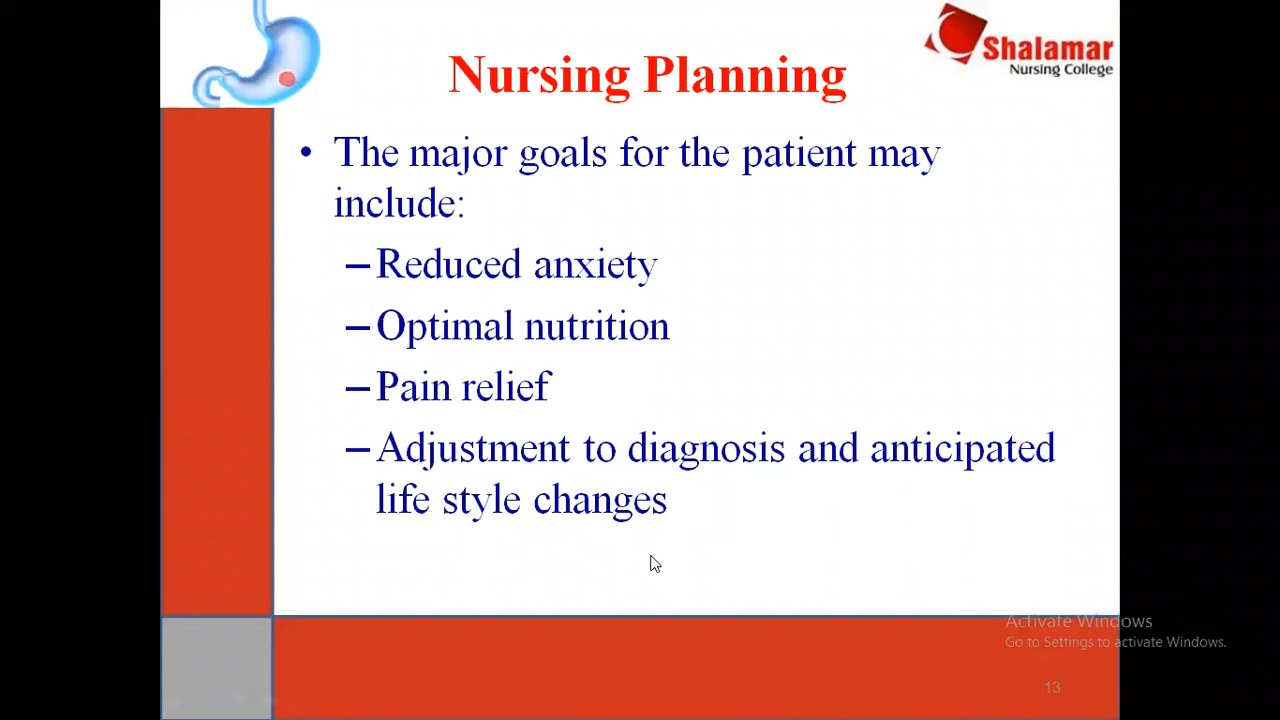 Shalamar
Nursing College
Nursing Planning
• The major goals for the patient may
include:
–Reduced anxiety
–Optimal nutrition
–Pain relief
–Adjustment to diagnosis and anticipated
life style changes
Activate Windows
Go to Settings to activate Windows.
13